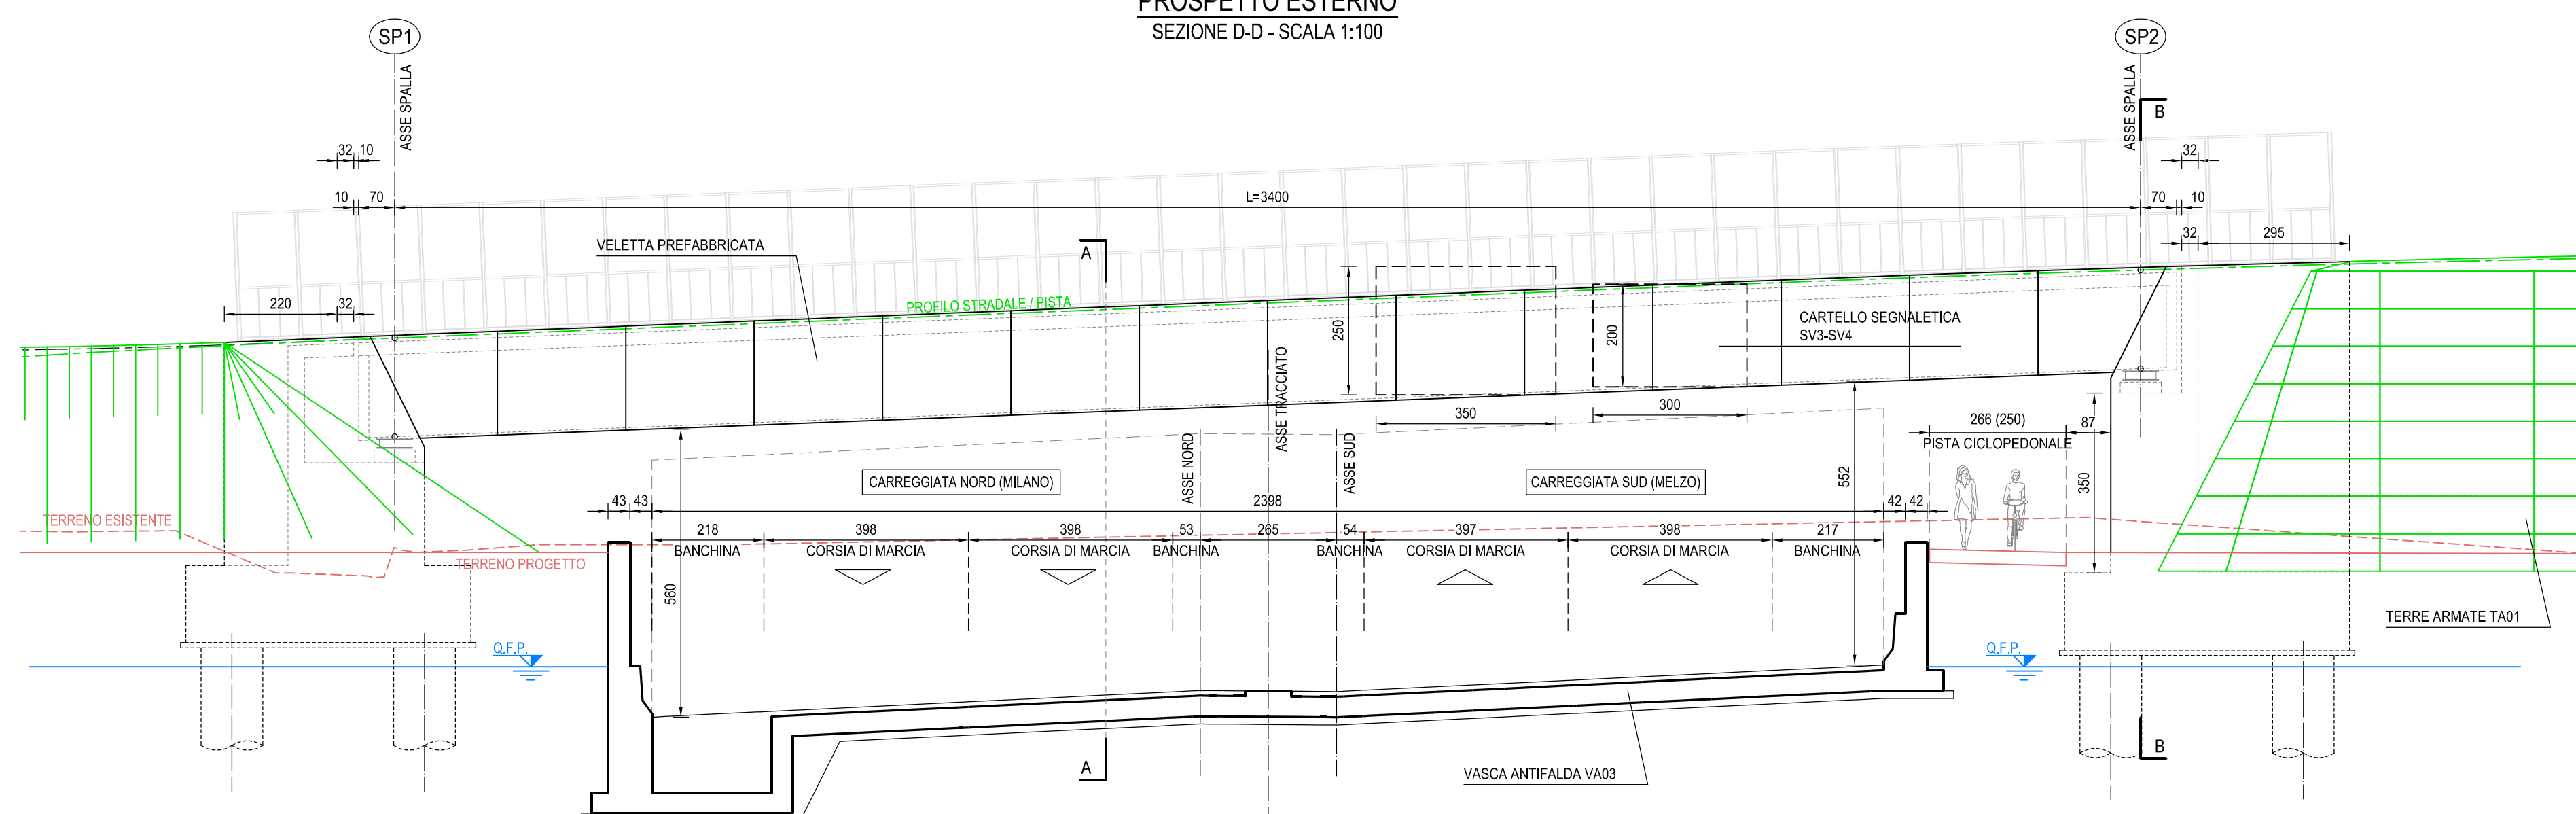 PROSPETTO ESTERNO
SEZIONE D-D - SCALA 1:100
SP1
SP2
ASSE SPALLA
ASSE SPALLA
B
32 10
32
10 70
L=3400
70 10
VELETTA PREFABBRICATA
A
32 295
220 32
PROFILO STRADALE / PISTA
250
200
CARTELLO SEGNALETICA
SV3-SV4
ASSE TRACCIATO
350
300
266 (250)
87
PISTA CICLOPEDONALE
ASSE NORD
ASSE SUD
CARREGGIATA NORD (MILANO)
CARREGGIATA SUD (MELZO)
552
350
43 43
2398
42 42
TERRENO ESISTENTE
218 398 398 53 265 54 397 398 217
BANCHINA CORSIA DI MARCIA CORSIA DI MARCIA BANCHINA BANCHINA CORSIA DI MARCIA CORSIA DI MARCIA BANCHINA
TERRENO PROGETTO
560
TERRE ARMATE TA01
Q.F.P.
Q.F.P.
A
VASCA ANTIFALDA VA03
B